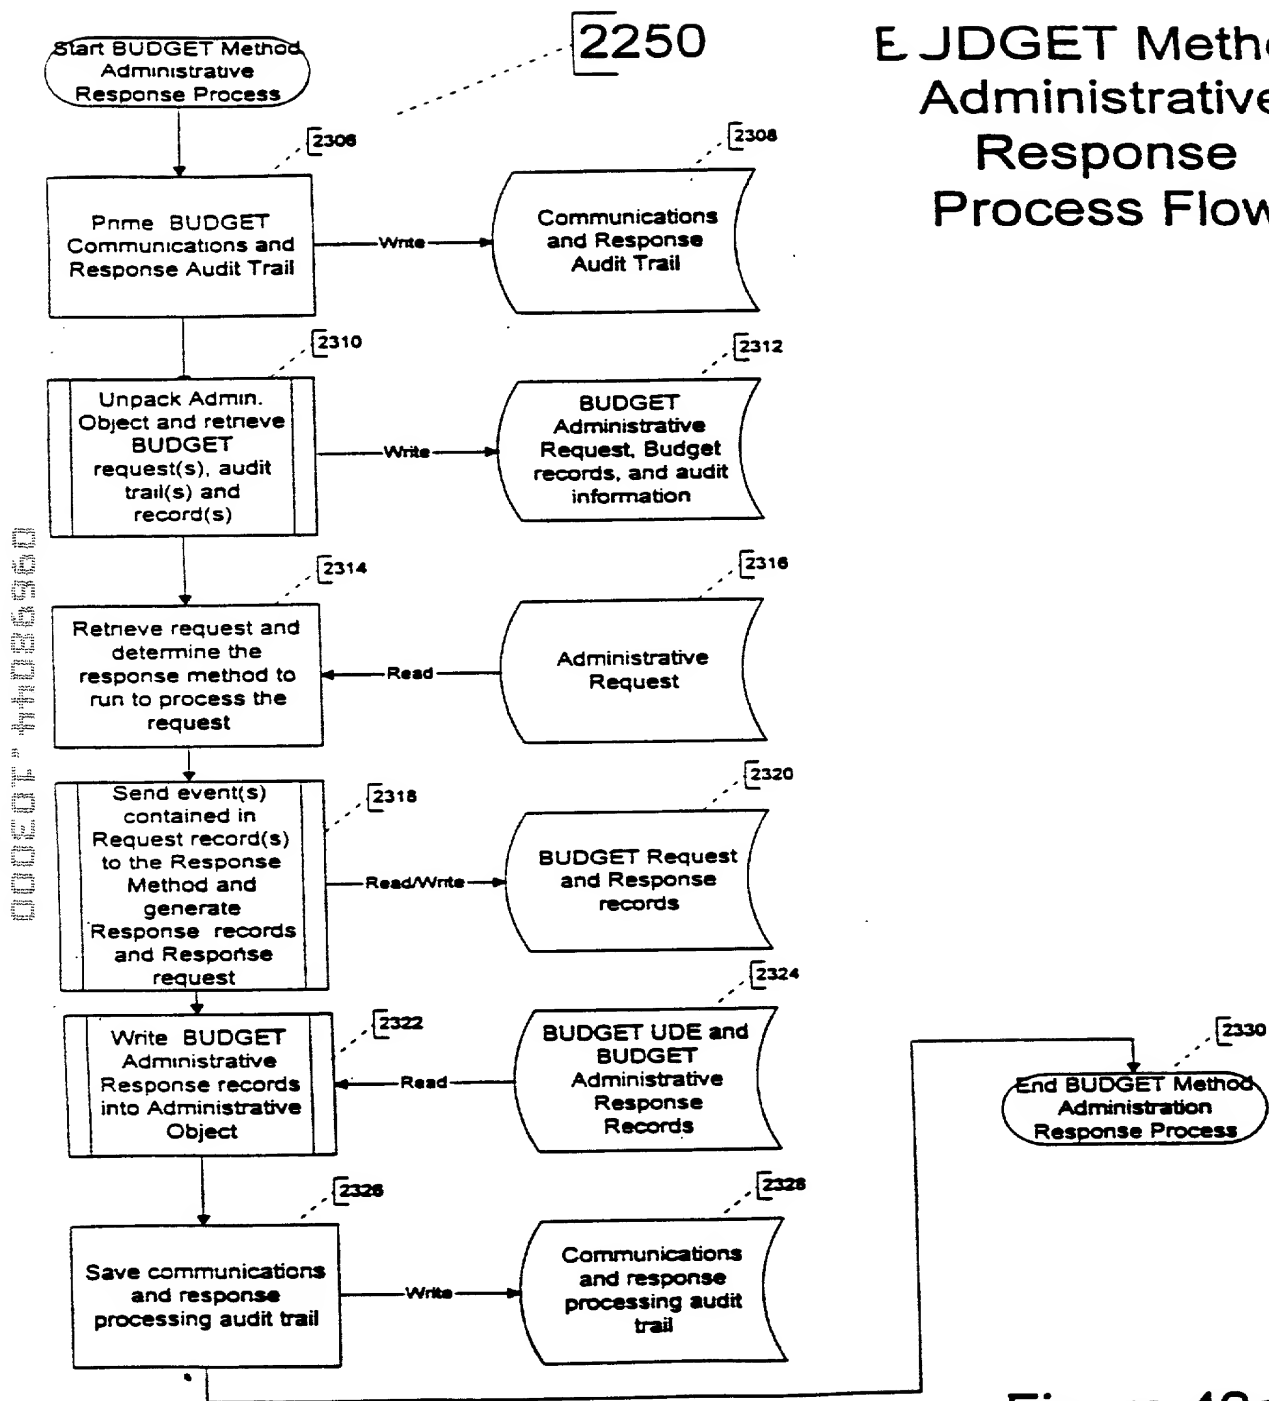 2250
E JDGET Metho
Administrative
Response
Process Flow
Start BUDGET Method
Administrative
Response Process
2306
Prime BUDGET
Communications and
Response Audit Trail
Write
2308
Communications
and Response
Audit Trail
2310
Unpack Admin.
Object and retrieve
BUDGET
request(s), audit
trail(s) and
record(s)
Write
2312
BUDGET
Administrative
Request, Budget
records, and audit
information
2314
Retrieve request and
determine the
response method to
run to process the
request
Read
2316
Administrative
Request
2318
Send event(s)
contained in
Request record(s)
to the Response
Method and
generate
Response records
and Response
request
Read/Write
2320
BUDGET Request
and Response
records
2322
Write BUDGET
Administrative
Response records
into Administrative
Object
Read
2324
BUDGET UDE and
BUDGET
Administrative
Response
Records
2326
Save communications
and response
processing audit trail
Write
2328
Communications
and response
processing audit
trail
2330
End BUDGET Method
Administration
Response Process